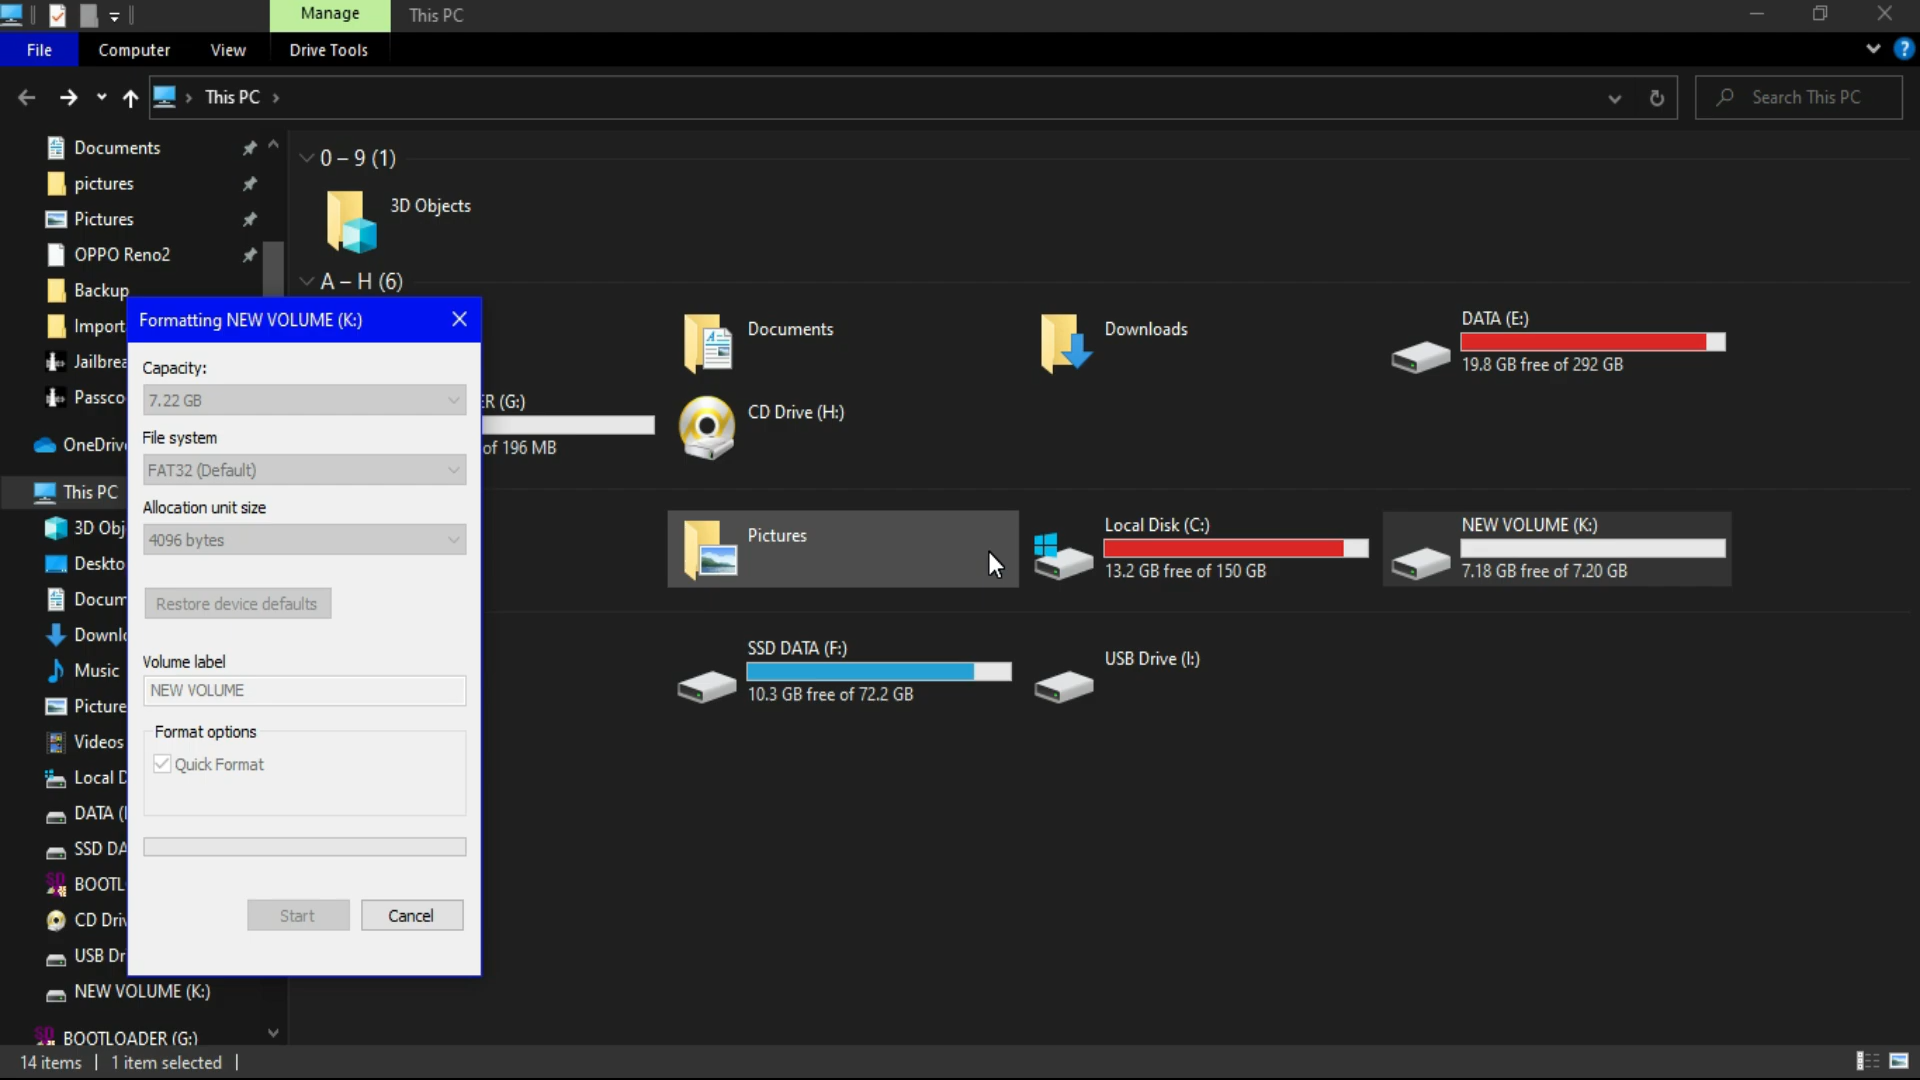 Manage
This PC
File
Computer
View
Drive Tools
This PC
Search This PC
Documents
pictures
Pictures
OPPO Reno2
Backup
Import
Jailbrea
Passco
OneDrive
This PC
3D Obj
Deskto
Docum
Downlo
Music
Picture
Videos
Local D
DATA (
SSD DA
BOOTL
CD Driv
USB Dr
NEW VOLUME (K:)
BOOTLOADER (G:)
0 – 9 (1)
3D Objects
A – H (6)
Documents
Downloads
DATA (E:)
19.8 GB free of 292 GB
ER (G:)
of 196 MB
CD Drive (H:)
Pictures
Local Disk (C:)
13.2 GB free of 150 GB
NEW VOLUME (K:)
7.18 GB free of 7.20 GB
SSD DATA (F:)
10.3 GB free of 72.2 GB
USB Drive (I:)
Formatting NEW VOLUME (K:)
Capacity:
7.22 GB
File system
FAT32 (Default)
Allocation unit size
4096 bytes
Restore device defaults
Volume label
NEW VOLUME
Format options
Quick Format
Start
Cancel
14 items
1 item selected